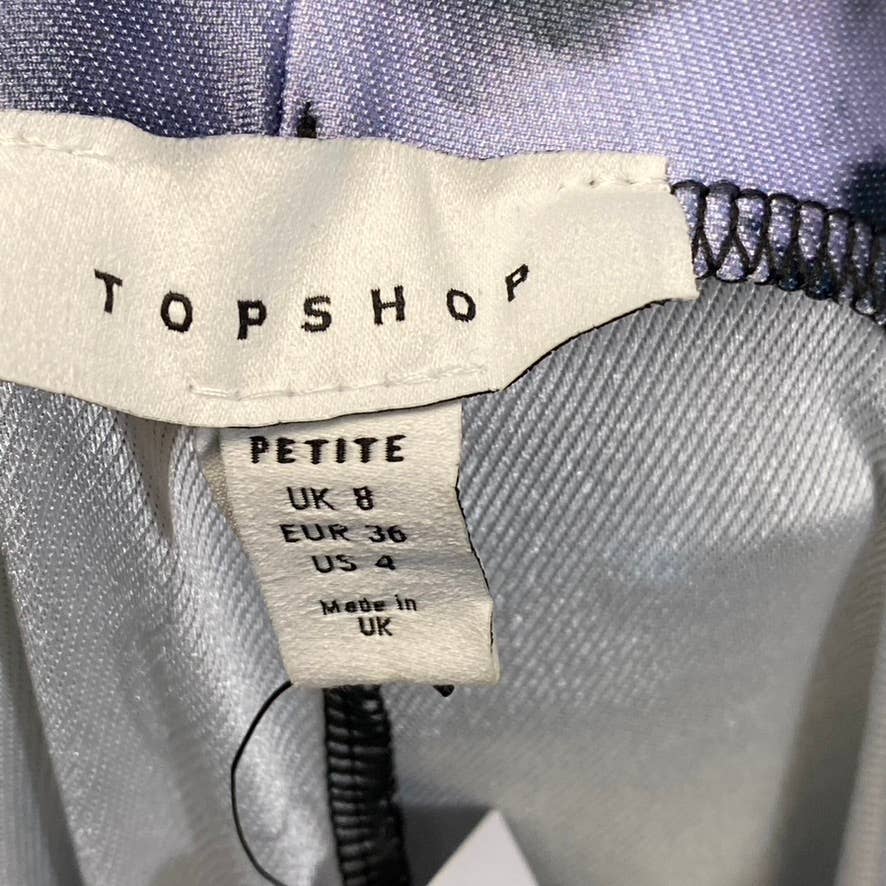 TOPSHOP
PETITE
UK 8
EUR 36
US 4
Made in
UK